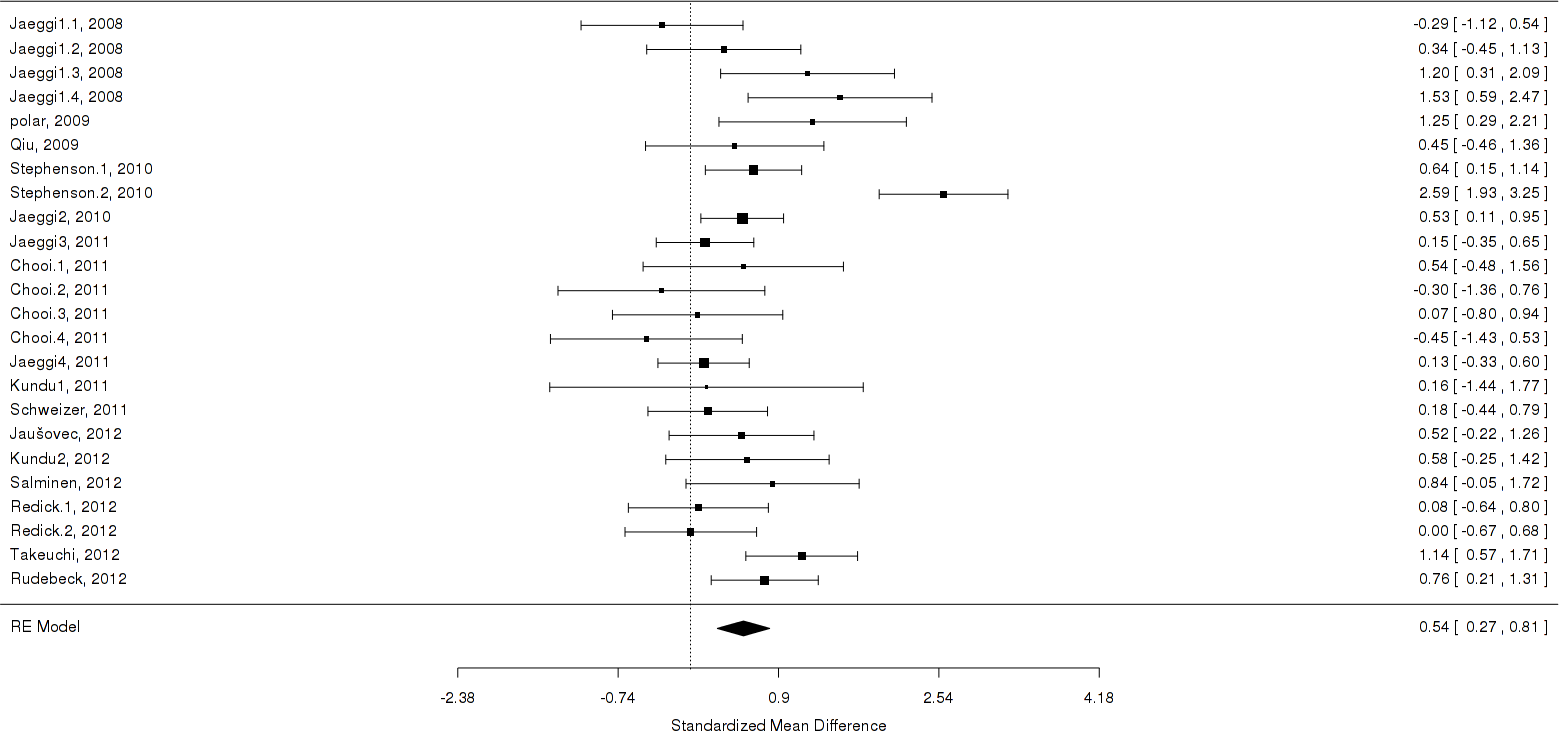 Jaeggi1.1, 2008 -0.29 [ -1.12 , 0.54 ]
Jaeggi1.2, 2008 0.34 [ -0.45 , 1.13 ]
Jaeggi1.3, 2008 1.20 [ 0.31 , 2.09 ]
Jaeggi1.4, 2008 1.53 [ 0.59 , 2.47 ]
polar, 2009 1.25 [ 0.29 , 2.21 ]
Qiu, 2009 0.45 [ -0.46 , 1.36 ]
Stephenson.1, 2010 0.64 [ 0.15 , 1.14 ]
Stephenson.2, 2010 2.59 [ 1.93 , 3.25 ]
Jaeggi2, 2010 0.53 [ 0.11 , 0.95 ]
Jaeggi3, 2011 0.15 [ -0.35 , 0.65 ]
Chooi.1, 2011 0.54 [ -0.48 , 1.56 ]
Chooi.2, 2011 -0.30 [ -1.36 , 0.76 ]
Chooi.3, 2011 0.07 [ -0.80 , 0.94 ]
Chooi.4, 2011 -0.45 [ -1.43 , 0.53 ]
Jaeggi4, 2011 0.13 [ -0.33 , 0.60 ]
Kundu1, 2011 0.16 [ -1.44 , 1.77 ]
Schweizer, 2011 0.18 [ -0.44 , 0.79 ]
Jaušovec, 2012 0.52 [ -0.22 , 1.26 ]
Kundu2, 2012 0.58 [ -0.25 , 1.42 ]
Salminen, 2012 0.84 [ -0.05 , 1.72 ]
Redick.1, 2012 0.08 [ -0.64 , 0.80 ]
Redick.2, 2012 0.00 [ -0.67 , 0.68 ]
Takeuchi, 2012 1.14 [ 0.57 , 1.71 ]
Rudebeck, 2012 0.76 [ 0.21 , 1.31 ]
RE Model 0.54 [ 0.27 , 0.81 ]
-2.38 -0.74 0.9 2.54 4.18
Standardized Mean Difference